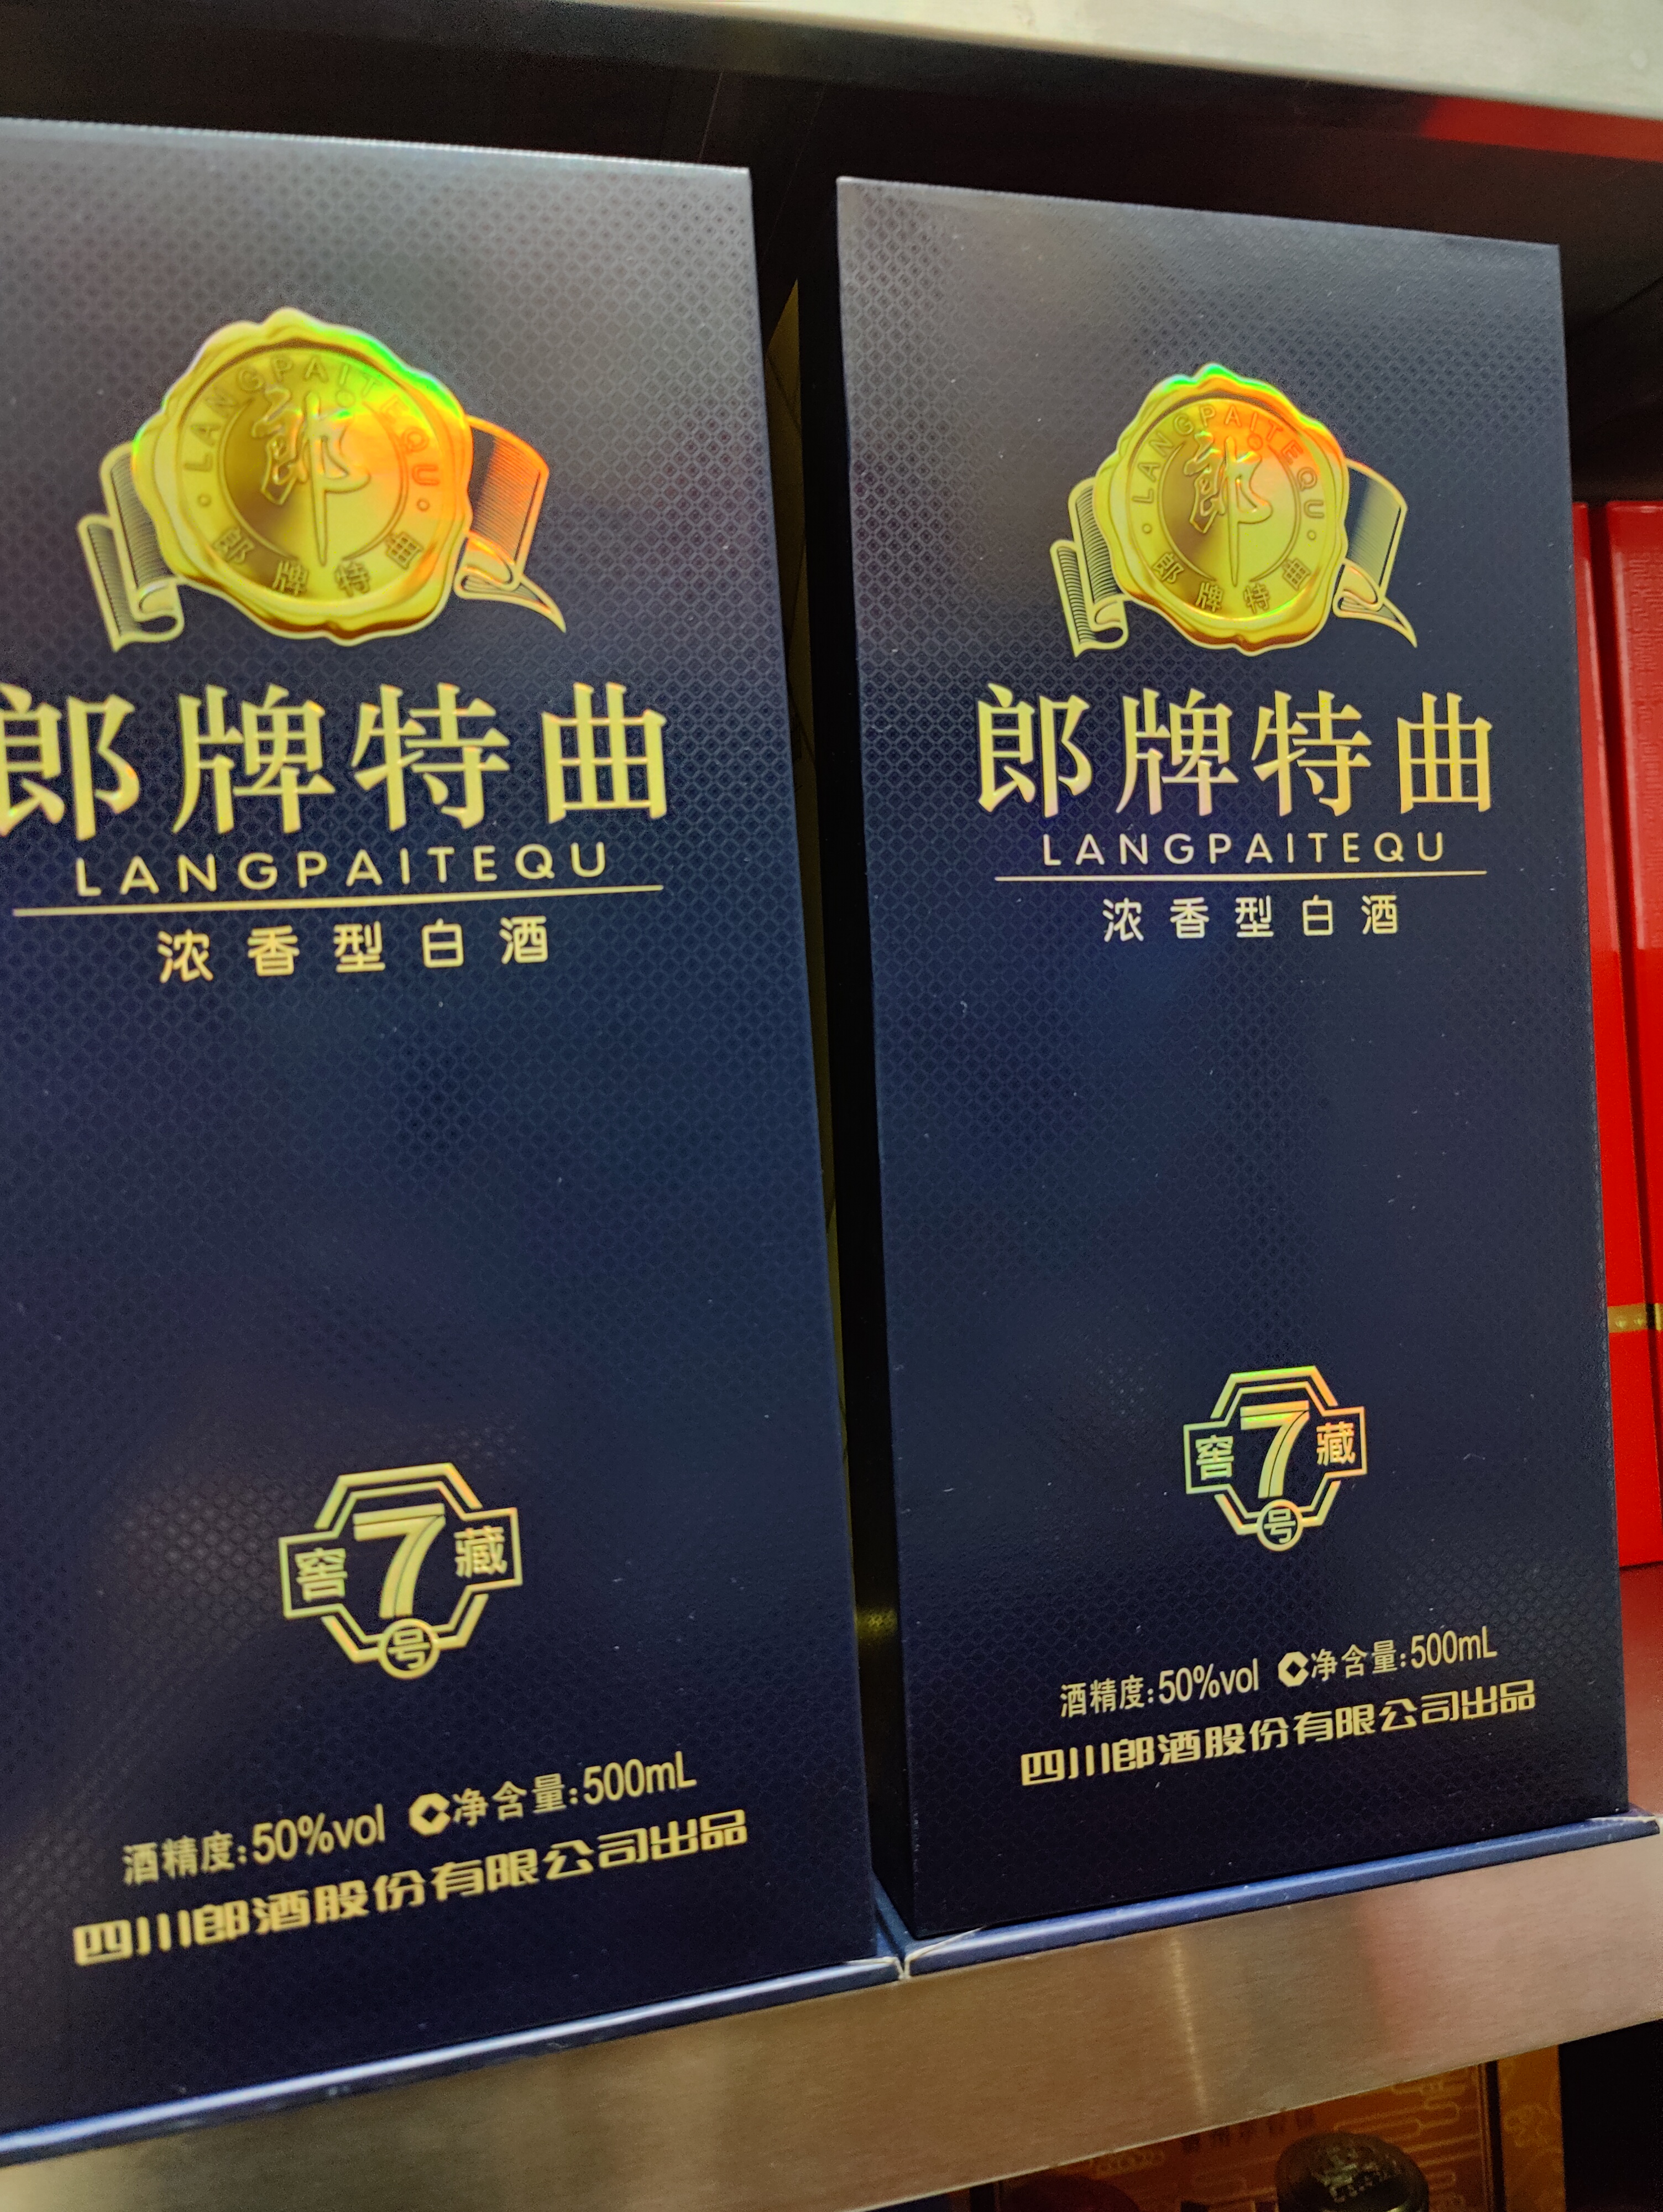 LANGPAITEQU
郎
郎牌特曲
郎牌特曲
LANGPAITEQU
浓香型白酒
窖7藏
号
酒精度:50%vol 净含量:500mL
四川郎酒股份有限公司出品
LANGPAITEQU
郎
郎牌特曲
郎牌特曲
LANGPAITEQU
浓香型白酒
窖7藏
号
酒精度:50%vol 净含量:500mL
四川郎酒股份有限公司出品